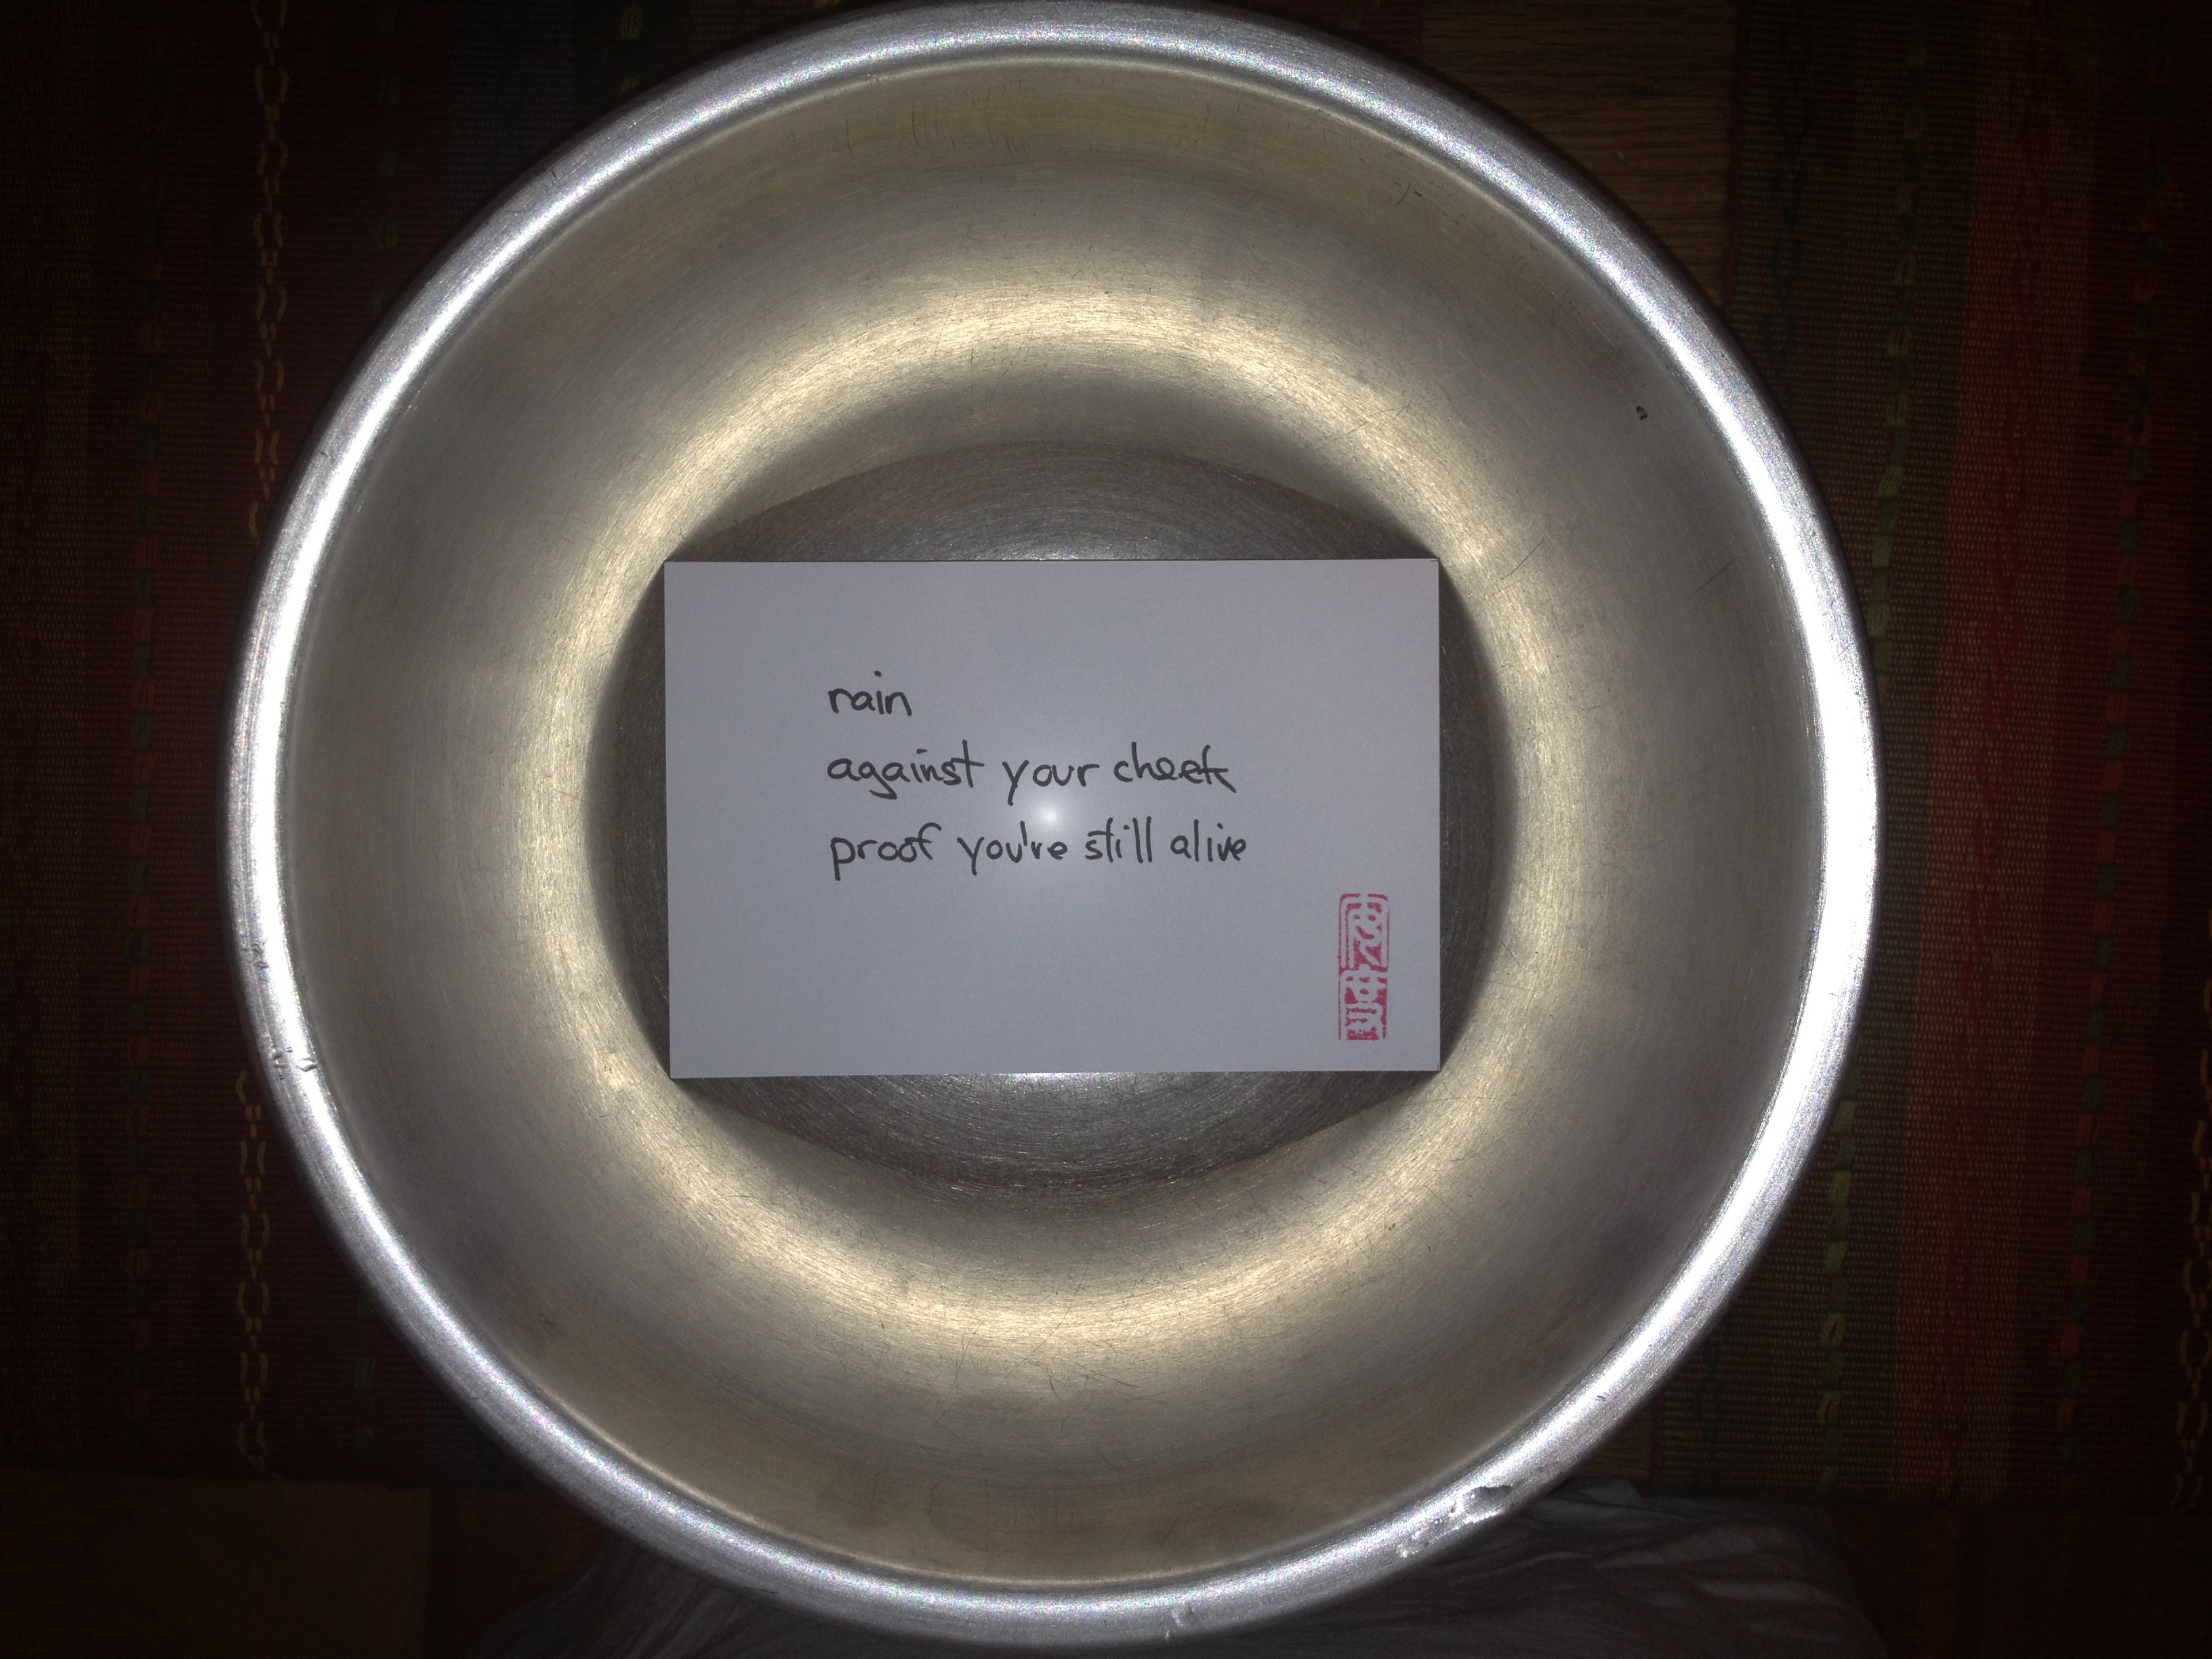 rain
against your cheek
proof you're still alive